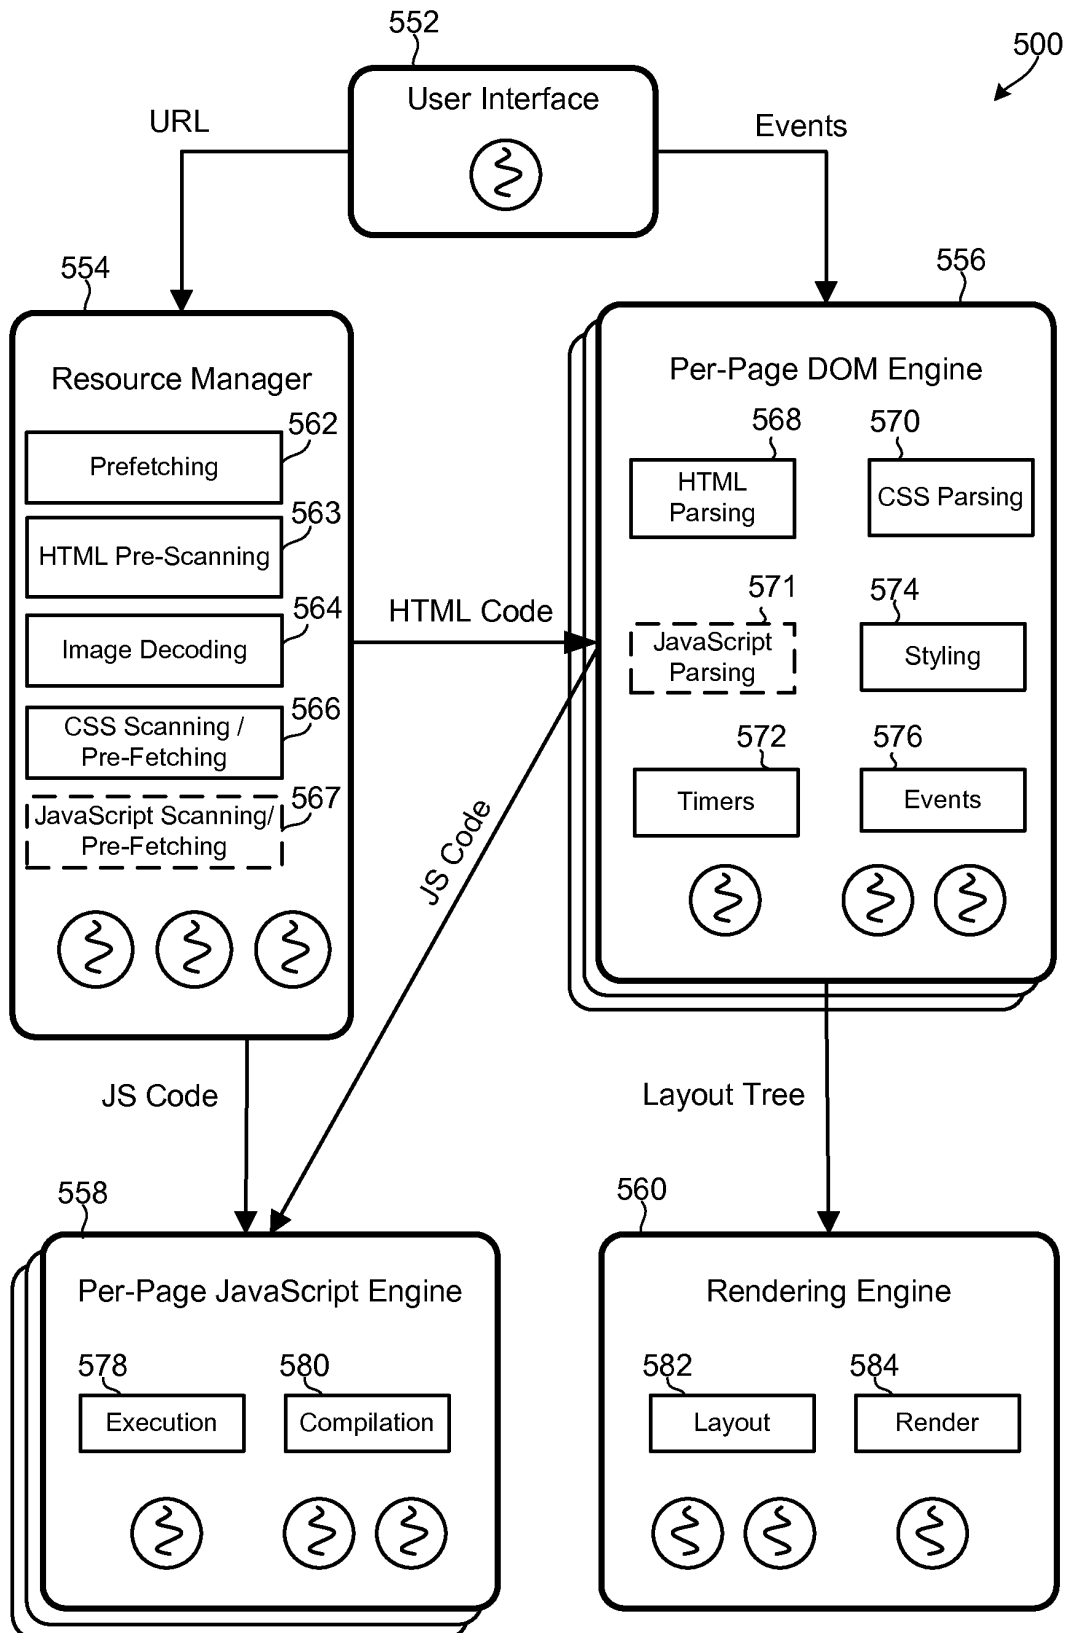 552
500
User Interface
URL
Events
554
556
Resource Manager
Per-Page DOM Engine
562
Prefetching
568
570
HTML
Parsing
CSS Parsing
563
HTML Pre-Scanning
564
Image Decoding
HTML Code
571
574
JavaScript
Parsing
Styling
566
CSS Scanning /
Pre-Fetching
572
576
Timers
Events
567
JavaScript Scanning/
Pre-Fetching
JS Code
JS Code
Layout Tree
558
560
Per-Page JavaScript Engine
Rendering Engine
578
580
582
584
Execution
Compilation
Layout
Render